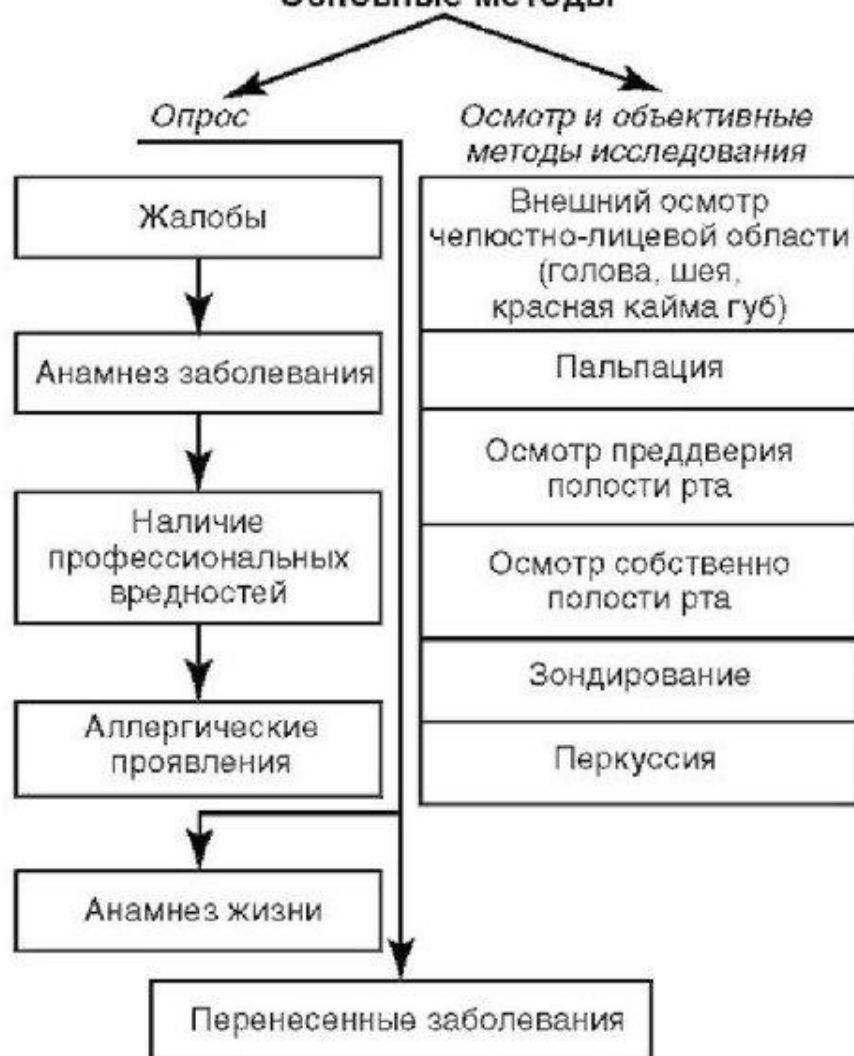 Основные методы
Опрос
Жалобы
Анамнез заболевания
Наличие
профессиональных
вредностей
Аллергические
проявления
Анамнез жизни
Перенесенные заболевания
Осмотр и объективные
методы исследования
Внешний осмотр
челюстно-лицевой области
(голова, шея,
красная кайма губ)
Пальпация
Осмотр преддверия
полости рта
Осмотр собственно
полости рта
Зондирование
Перкуссия